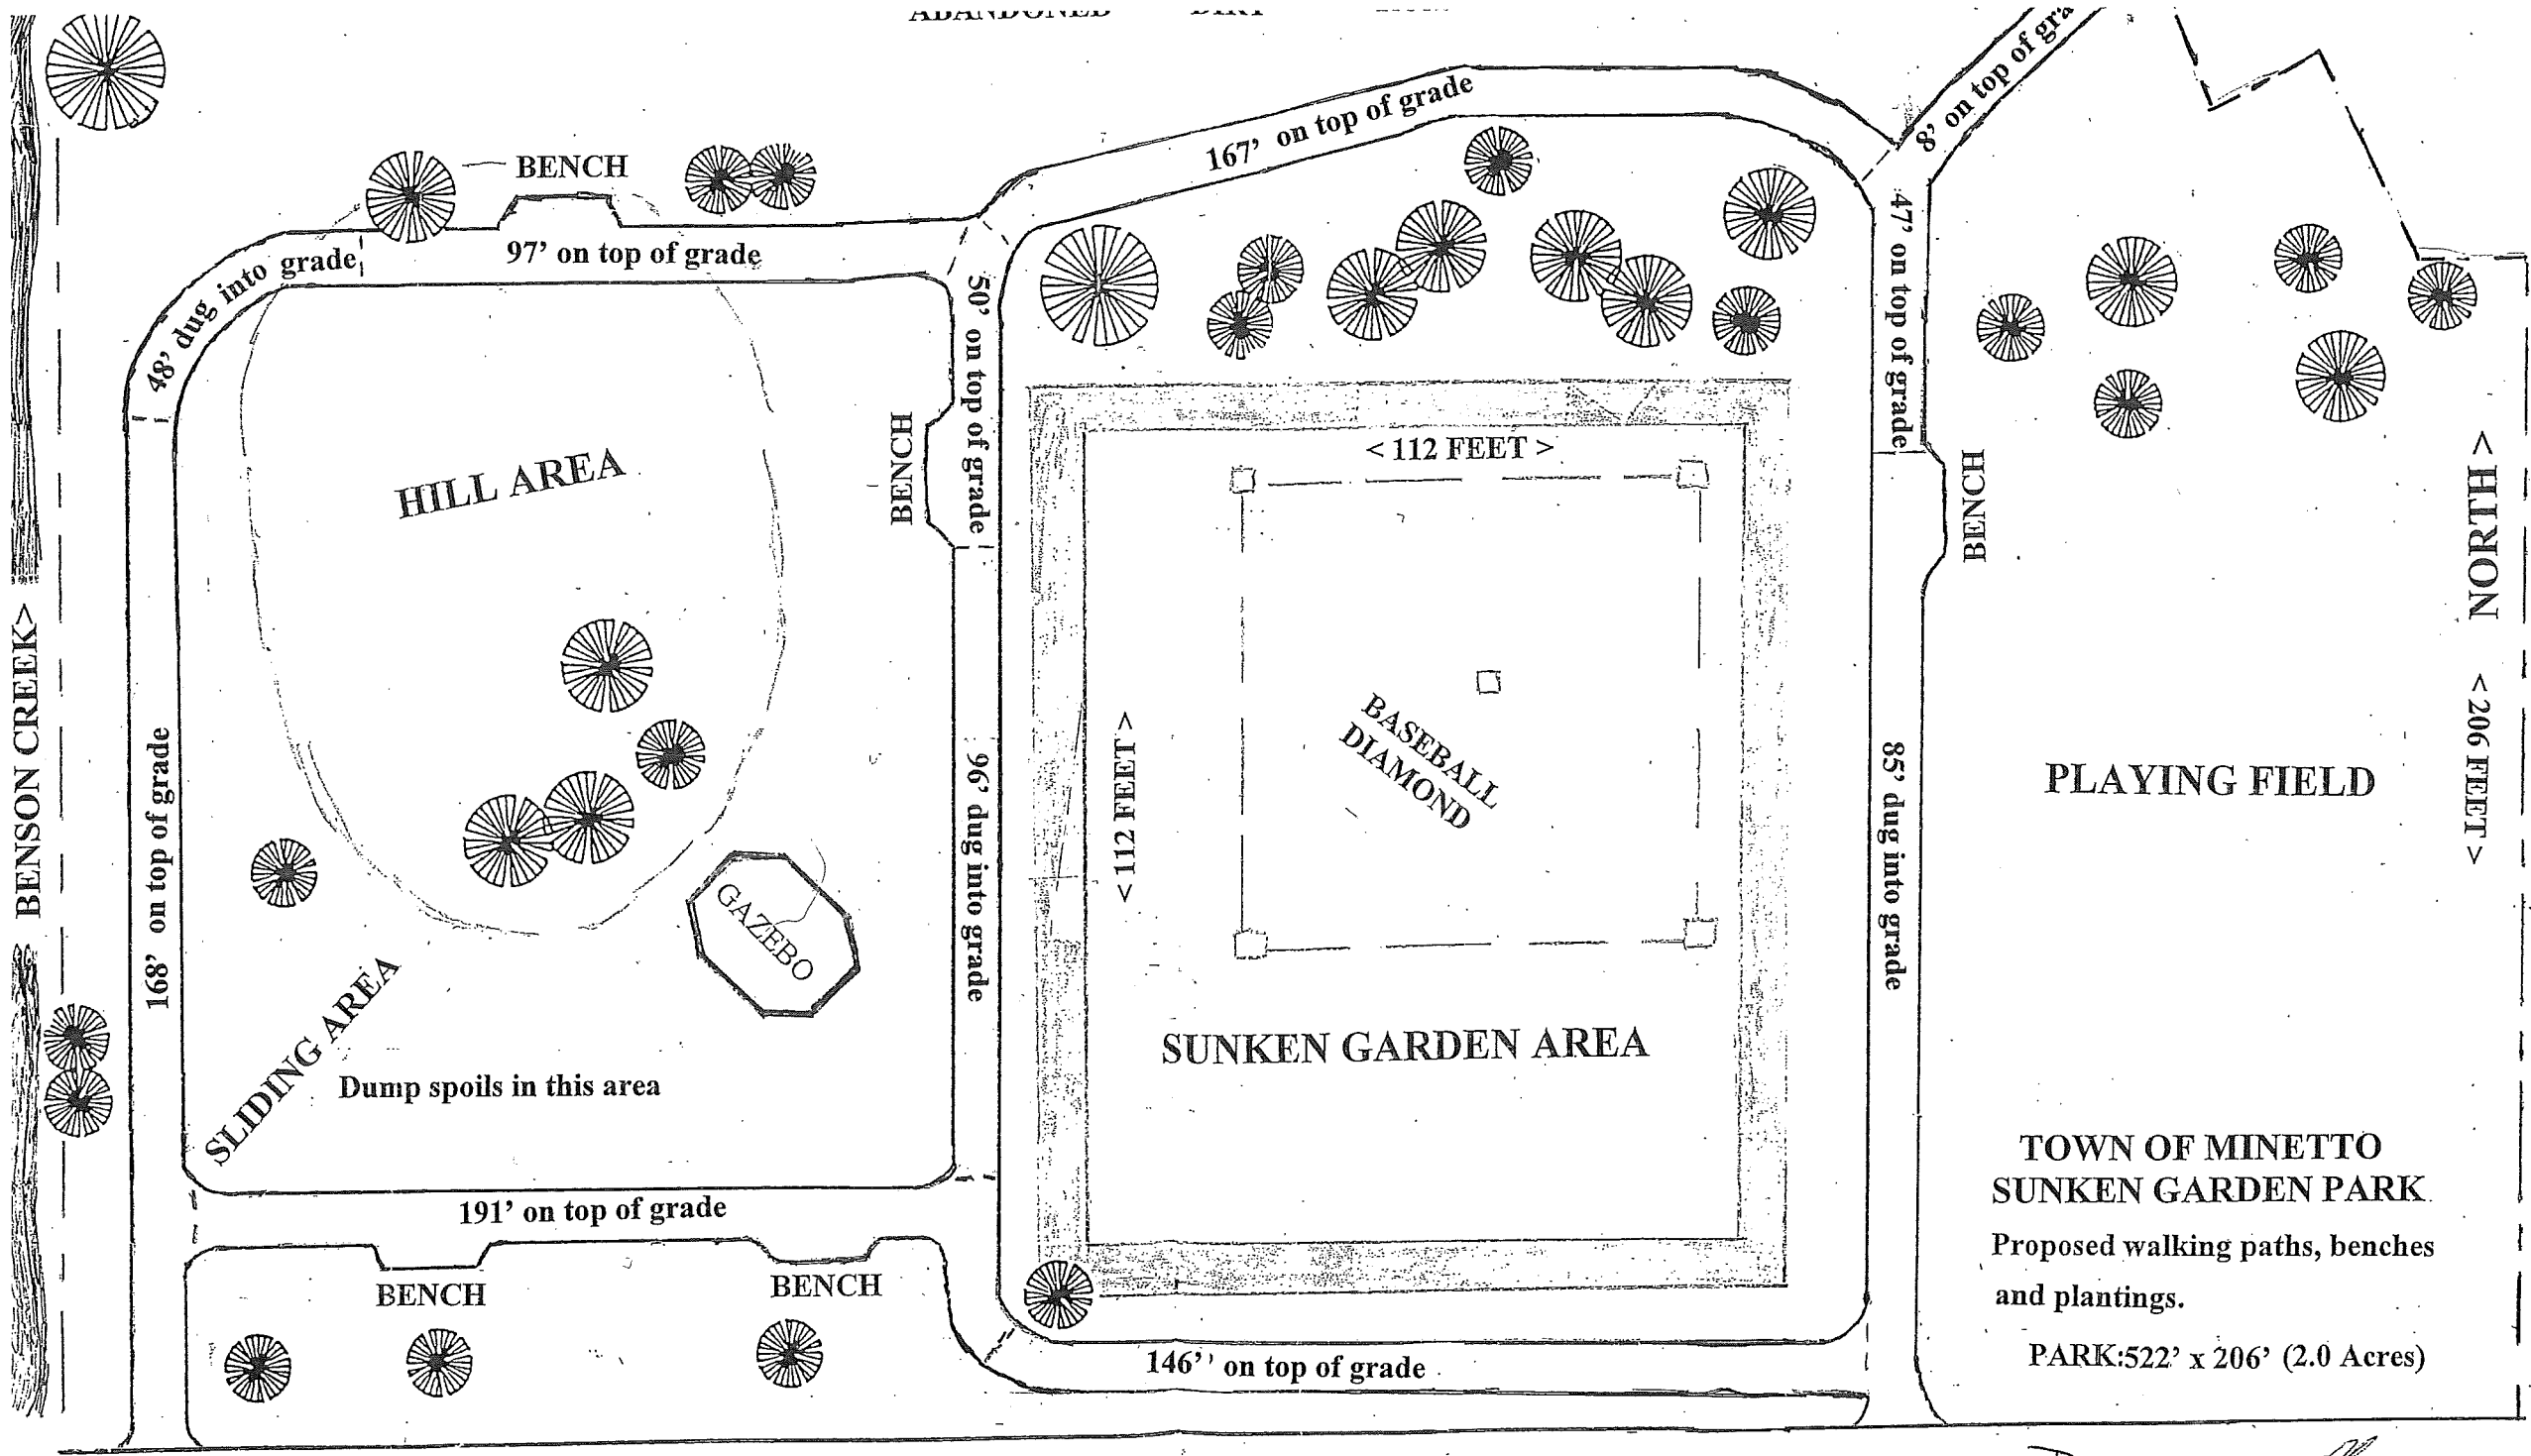 BENCH
167’ on top of grade
8’ on top of gra
97’ on top of grade
48’ dug into grade
50’ on top of grade
47’ on top of grade
BENCH
< 112 FEET >
BENCH
< NORTH
HILL AREA
BENSON CREEK>
< 206 FEET >
168’ on top of grade
96’ dug into grade
< 112 FEET >
BASEBALL
DIAMOND
85’ dug into grade
PLAYING FIELD
GAZEBO
SLIDING AREA
SUNKEN GARDEN AREA
Dump spoils in this area
TOWN OF MINETTO
SUNKEN GARDEN PARK
191’ on top of grade
Proposed walking paths, benches
and plantings.
BENCH
BENCH
146’’ on top of grade
PARK:522’ x 206’ (2.0 Acres)